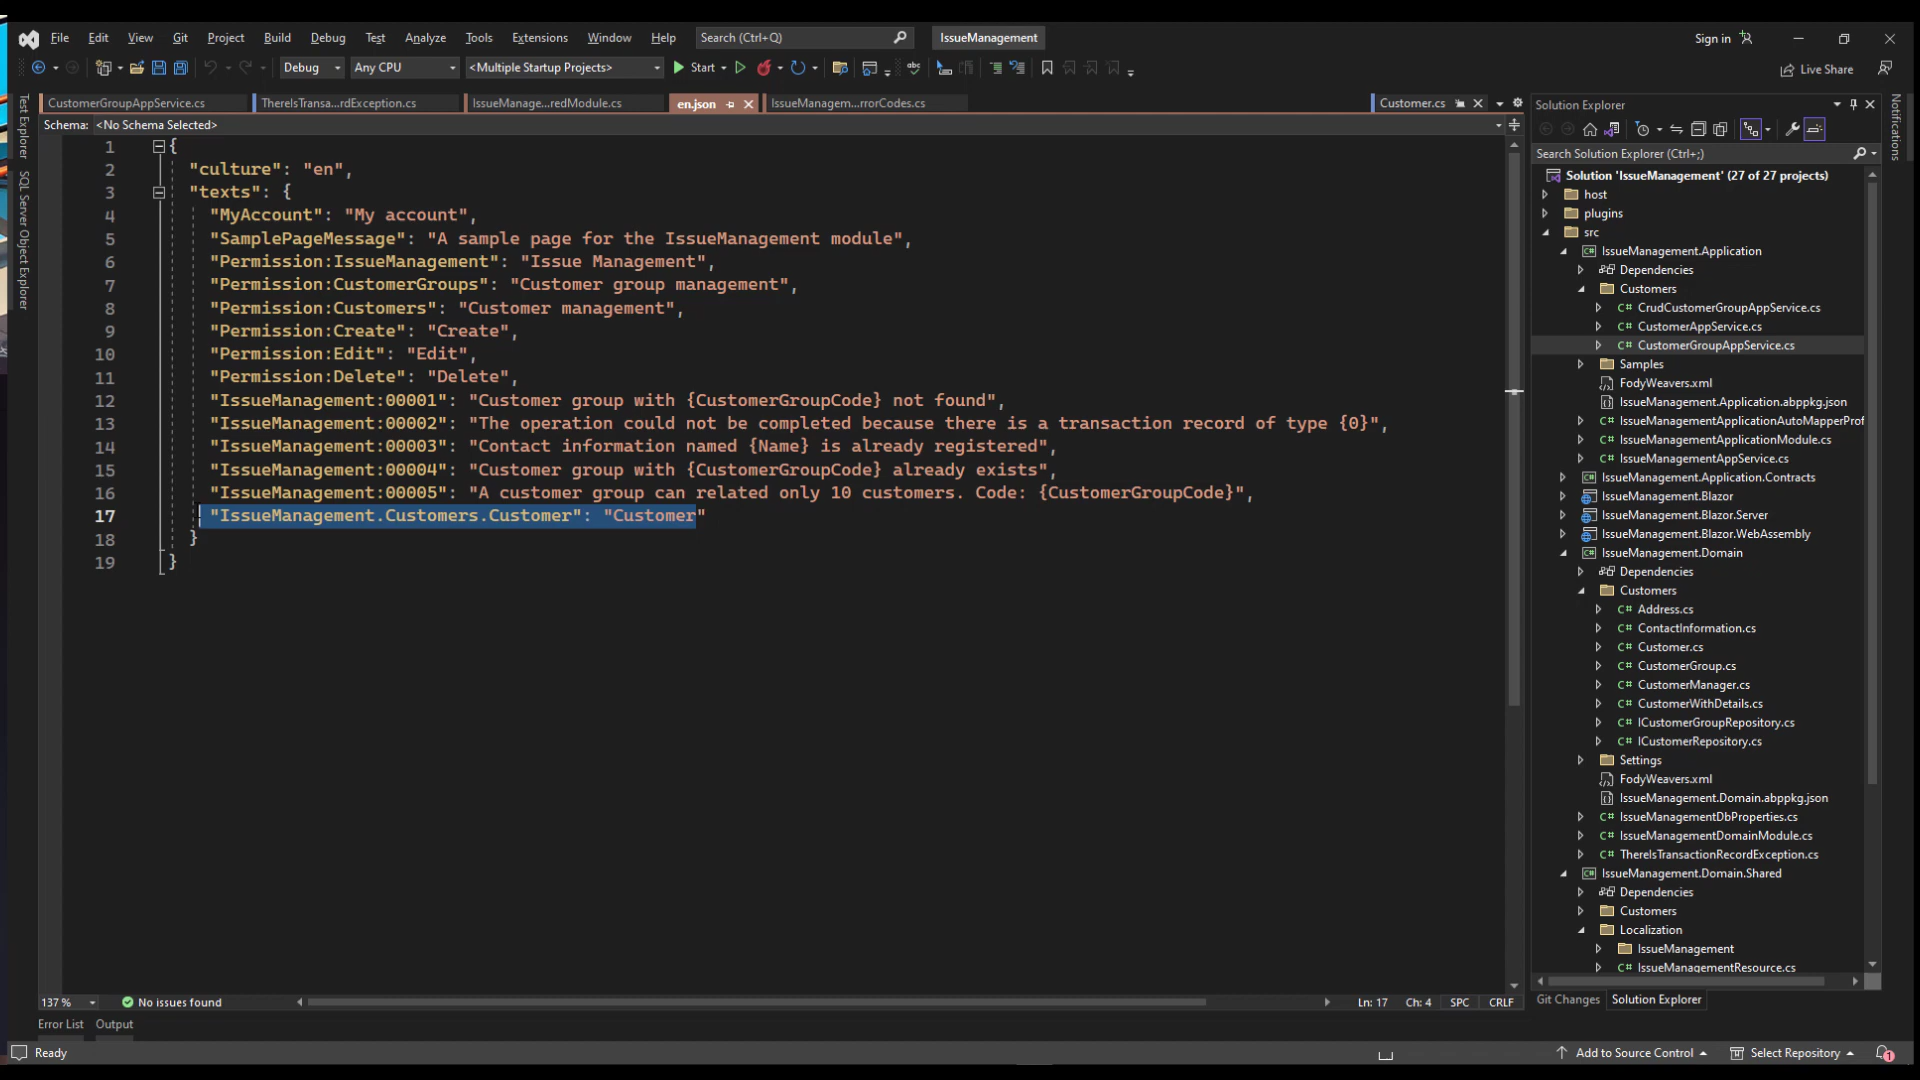 File Edit View Git Project Build Debug Test Analyze Tools Extensions Window Help Search (Ctrl+Q) IssueManagement Sign in
Debug Any CPU <Multiple Startup Projects> Start Live Share
CustomerGroupAppService.cs ThereIsTransa...rdException.cs IssueManage...redModule.cs en.json IssueManagem...rrorCodes.cs Customer.cs
Schema: <No Schema Selected>
1 {
2 "culture": "en",
3 "texts": {
4 "MyAccount": "My account",
5 "SamplePageMessage": "A sample page for the IssueManagement module",
6 "Permission:IssueManagement": "Issue Management",
7 "Permission:CustomerGroups": "Customer group management",
8 "Permission:Customers": "Customer management",
9 "Permission:Create": "Create",
10 "Permission:Edit": "Edit",
11 "Permission:Delete": "Delete",
12 "IssueManagement:00001": "Customer group with {CustomerGroupCode} not found",
13 "IssueManagement:00002": "The operation could not be completed because there is a transaction record of type {0}",
14 "IssueManagement:00003": "Contact information named {Name} is already registered",
15 "IssueManagement:00004": "Customer group with {CustomerGroupCode} already exists",
16 "IssueManagement:00005": "A customer group can related only 10 customers. Code: {CustomerGroupCode}",
17 "IssueManagement.Customers.Customer": "Customer"
18 }
19 }
Test Explorer
SQL Server Object Explorer
Solution Explorer
Search Solution Explorer (Ctrl+;)
Solution 'IssueManagement' (27 of 27 projects)
host
plugins
src
IssueManagement.Application
Dependencies
Customers
CrudCustomerGroupAppService.cs
CustomerAppService.cs
CustomerGroupAppService.cs
Samples
FodyWeavers.xml
IssueManagement.Application.abppkg.json
IssueManagementApplicationAutoMapperProf
IssueManagementApplicationModule.cs
IssueManagementAppService.cs
IssueManagement.Application.Contracts
IssueManagement.Blazor
IssueManagement.Blazor.Server
IssueManagement.Blazor.WebAssembly
IssueManagement.Domain
Dependencies
Customers
Address.cs
ContactInformation.cs
Customer.cs
CustomerGroup.cs
CustomerManager.cs
CustomerWithDetails.cs
ICustomerGroupRepository.cs
ICustomerRepository.cs
Settings
FodyWeavers.xml
IssueManagement.Domain.abppkg.json
IssueManagementDbProperties.cs
IssueManagementDomainModule.cs
ThereIsTransactionRecordException.cs
IssueManagement.Domain.Shared
Dependencies
Customers
Localization
IssueManagement
IssueManagementResource.cs
Notifications
137 % No issues found Ln: 17 Ch: 4 SPC CRLF
Git Changes Solution Explorer
Error List Output
Ready Add to Source Control Select Repository 1